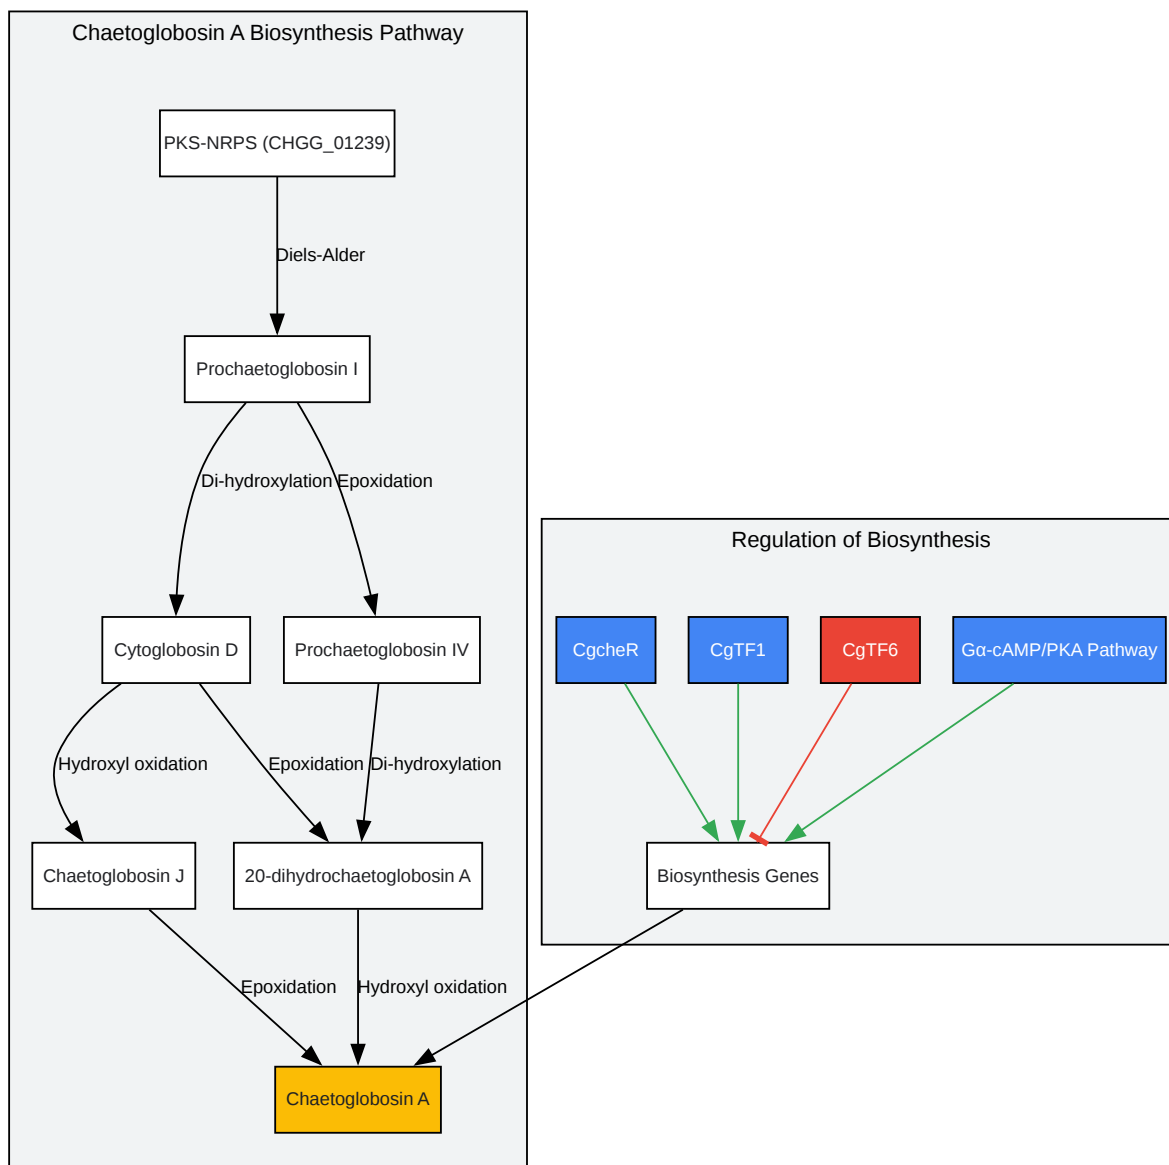 Chaetoglobosin A Biosynthesis Pathway
PKS-NRPS (CHGG_01239)
Diels-Alder
Prochaetoglobosin I
Di-hydroxylation
Epoxidation
Cytoglobosin D
Prochaetoglobosin IV
Hydroxyl oxidation
Epoxidation
Di-hydroxylation
Chaetoglobosin J
20-dihydrochaetoglobosin A
Epoxidation
Hydroxyl oxidation
Chaetoglobosin A
Regulation of Biosynthesis
CgcheR
CgTF1
CgTF6
Gα-cAMP/PKA Pathway
Biosynthesis Genes